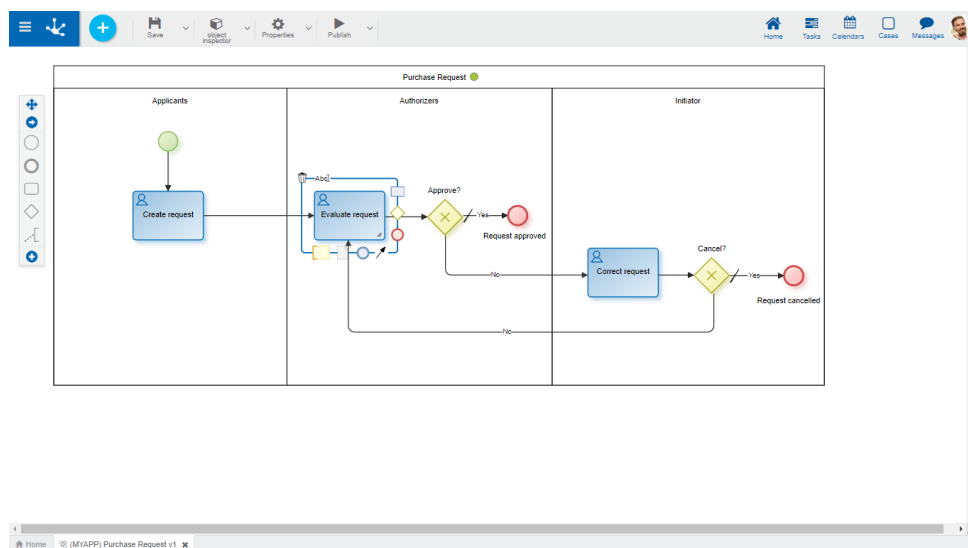 Save
object
inspector
Properties
Publish
Home
Tasks
Calendars
Cases
Messages
Purchase Request
Applicants
Authorizers
Initiator
Abc
Create request
Evaluate request
Approve?
Yes
Request approved
No
Correct request
Cancel?
Yes
Request cancelled
No
Home
(MYAPP) Purchase Request v1